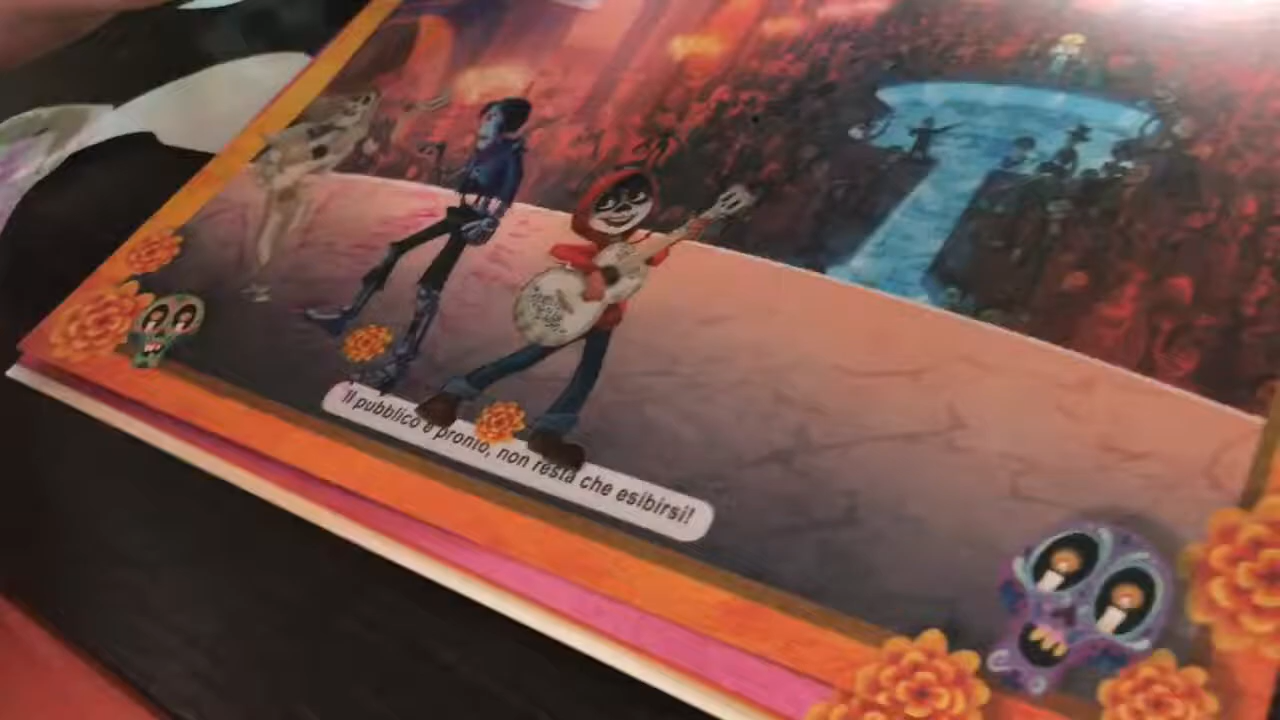 Il pubblico è pronto, non resta che esibirsi!